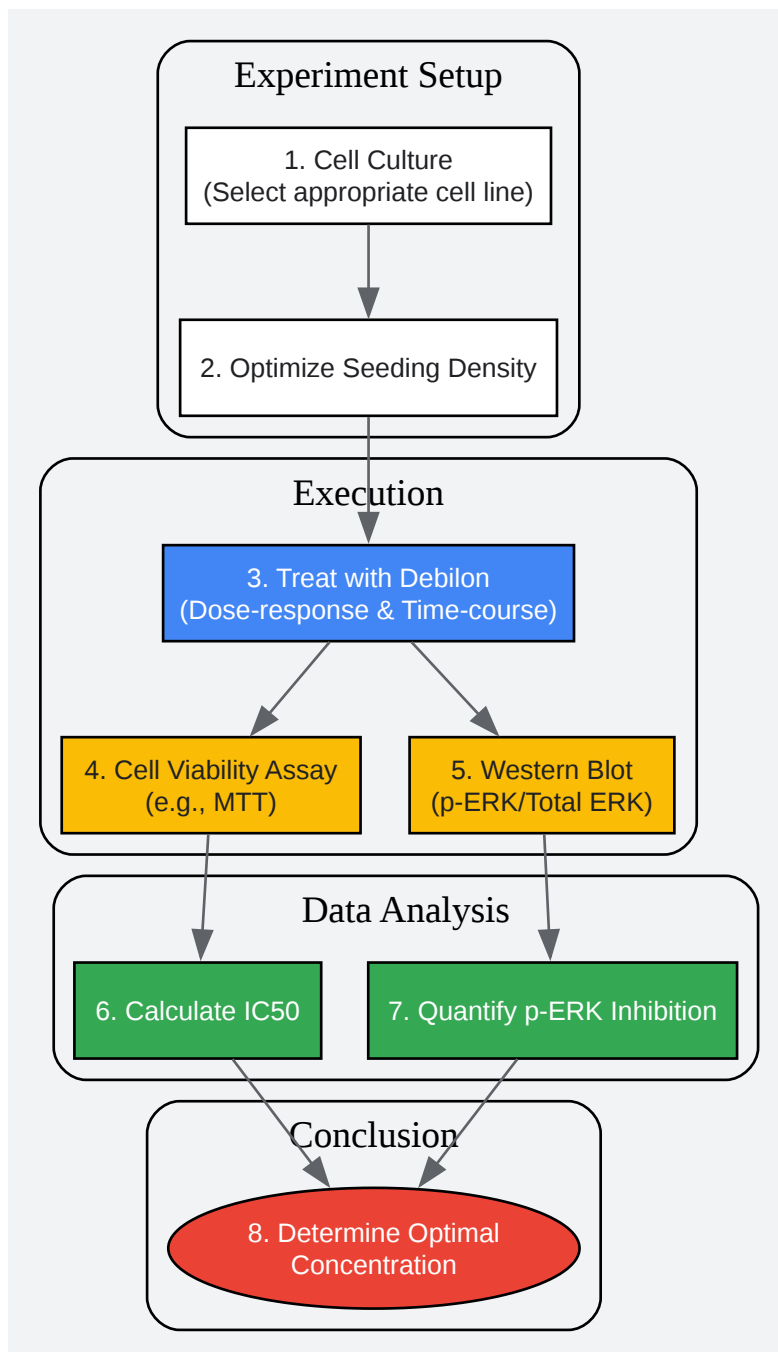 Experiment Setup
1. Cell Culture
(Select appropriate cell line)
2. Optimize Seeding Density
Execution
3. Treat with Debilon
(Dose-response & Time-course)
4. Cell Viability Assay
(e.g., MTT)
5. Western Blot
(p-ERK/Total ERK)
Data Analysis
6. Calculate IC50
7. Quantify p-ERK Inhibition
Conclusion
8. Determine Optimal
Concentration